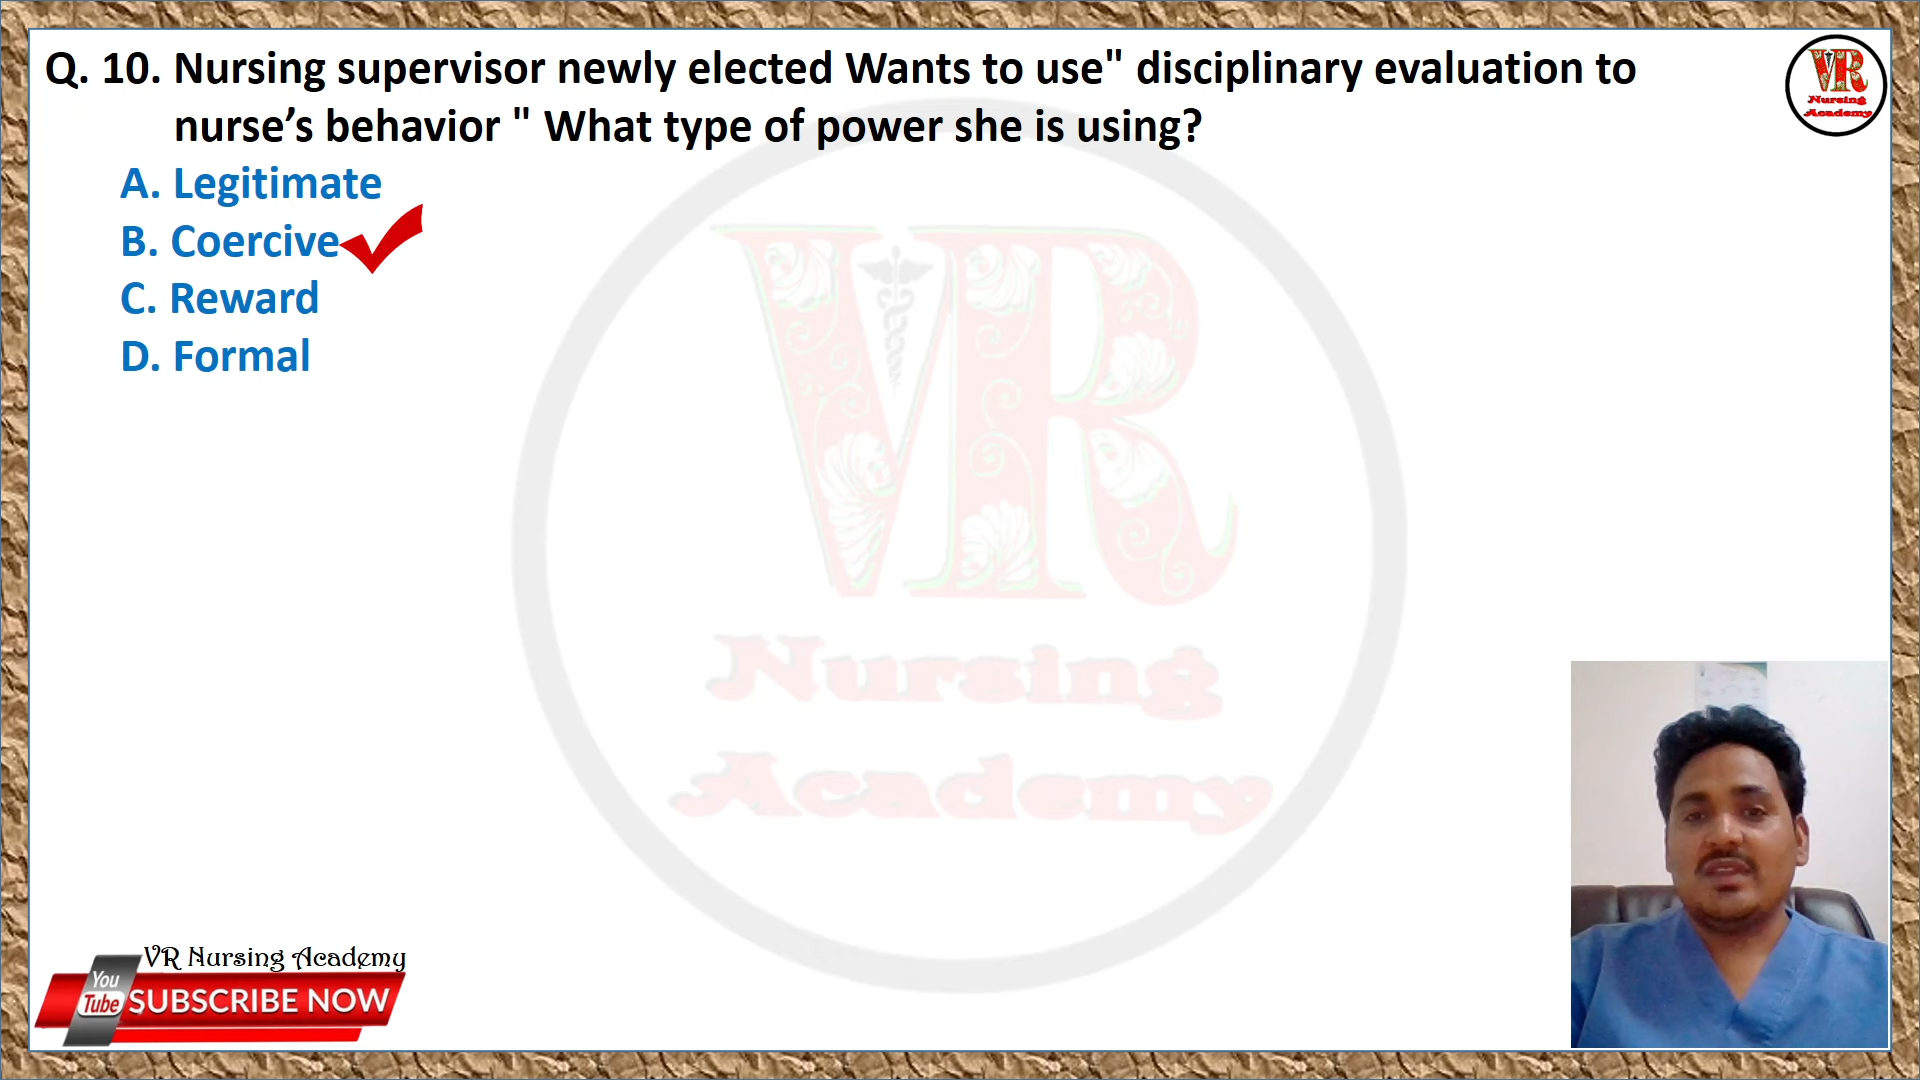 Q. 10. Nursing supervisor newly elected Wants to use" disciplinary evaluation to
nurse’s behavior " What type of power she is using?
A. Legitimate
B. Coercive
C. Reward
D. Formal
VR
Nursing
Academy
VR
Nursing
Academy
VR Nursing Academy
You
Tube
SUBSCRIBE NOW